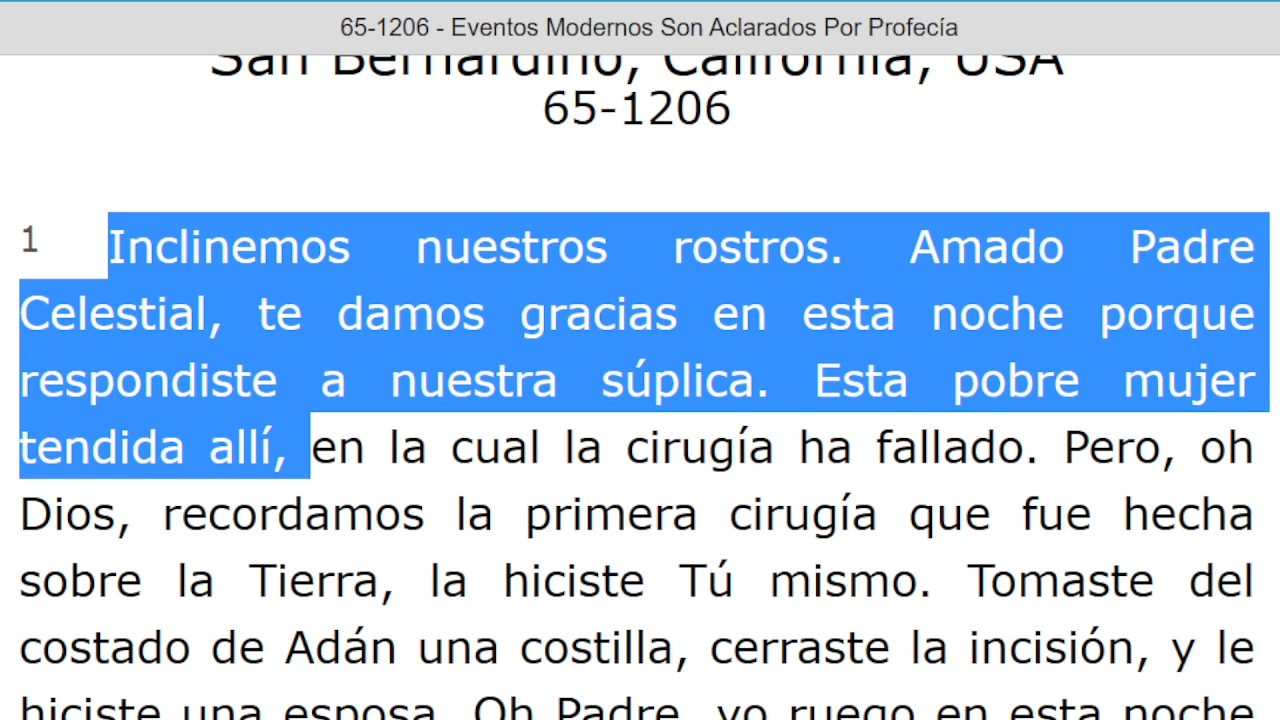 65-1206 - Eventos Modernos Son Aclarados Por Profecía
San Bernardino, California, USA
65-1206
1 Inclinemos nuestros rostros. Amado Padre
Celestial, te damos gracias en esta noche porque
respondiste a nuestra súplica. Esta pobre mujer
tendida allí, en la cual la cirugía ha fallado. Pero, oh
Dios, recordamos la primera cirugía que fue hecha
sobre la Tierra, la hiciste Tú mismo. Tomaste del
costado de Adán una costilla, cerraste la incisión, y le
hiciste una esposa. Oh Padre, yo ruego en esta noche